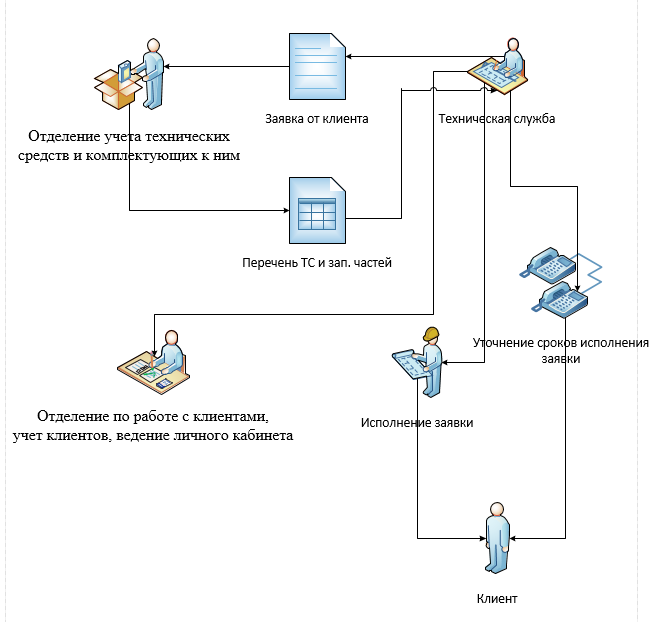 Заявка от клиента
Техническая служба
Отделение учета технических
средств и комплектующих к ним
Перечень ТС и зап. частей
Уточнение сроков исполнения
заявки
Отделение по работе с клиентами,
учет клиентов, ведение личного кабинета
Исполнение заявки
Клиент